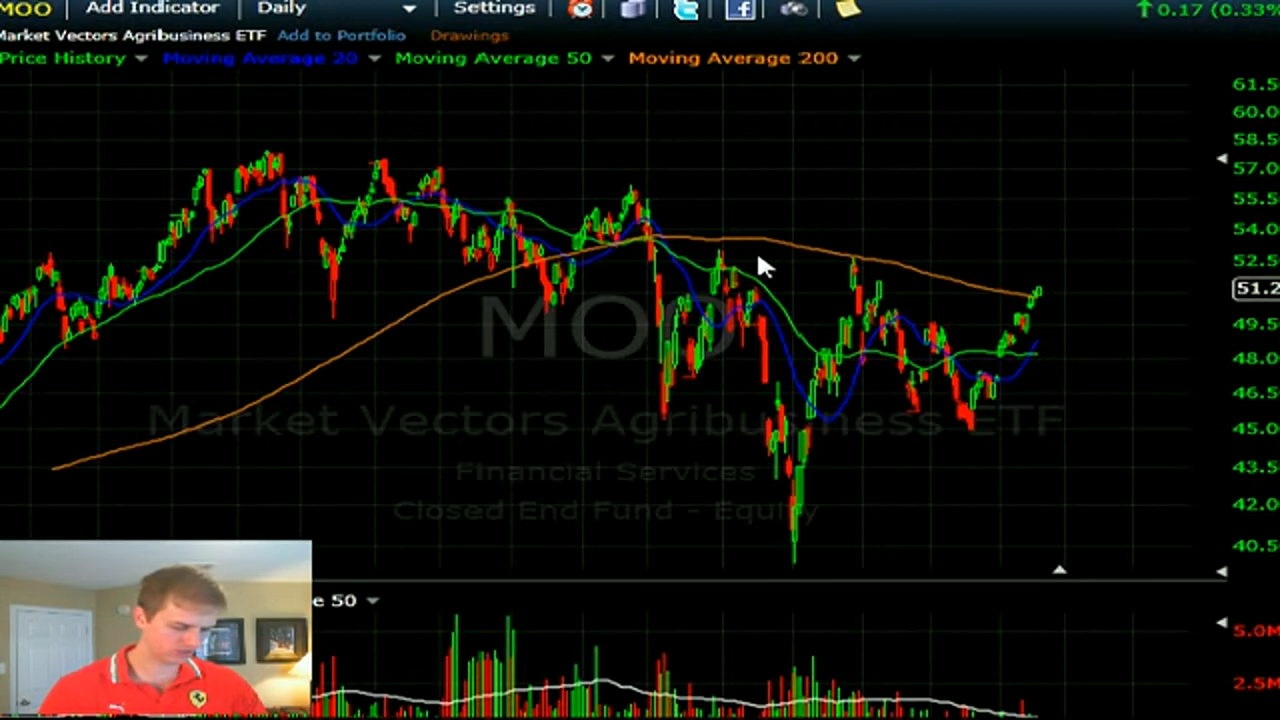 MOO Add Indicator Daily Settings 0.17 (0.33%
Market Vectors Agribusiness ETF Add to Portfolio Drawings
Price History Moving Average 20 Moving Average 50 Moving Average 200
61.5
60.0
58.5
57.0
55.5
54.0
52.5
51.2
49.5
48.0
46.5
45.0
43.5
42.0
40.5
MOO
Market Vectors Agribusiness ETF
Financial Services
Closed End Fund - Equity
e 50
5.0M
2.5M